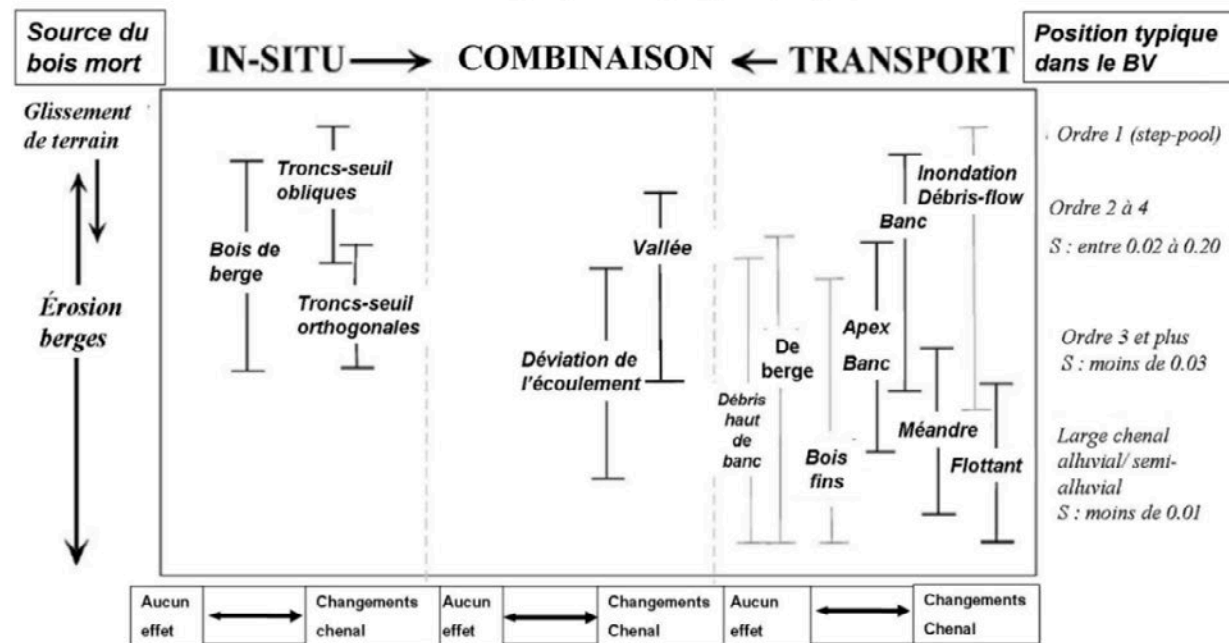 Source du
bois mort
IN-SITU
COMBINAISON
TRANSPORT
Position typique
dans le BV
Glissement
de terrain
Érosion
berges
Troncs-seuil
obliques
Bois de
berge
Troncs-seuil
orthogonales
Vallée
Déviation de
l'écoulement
Inondation
Débris-flow
Banc
De
berge
Apex
Banc
Débris
haut
de
banc
Bois
fins
Méandre
Flottant
Ordre 1 (step-pool)
Ordre 2 à 4
S : entre 0.02 à 0.20
Ordre 3 et plus
S : moins de 0.03
Large chenal
alluvial/ semi-
alluvial
S : moins de 0.01
Aucun
effet
Changements
chenal
Aucun
effet
Changements
Chenal
Aucun
effet
Changements
Chenal